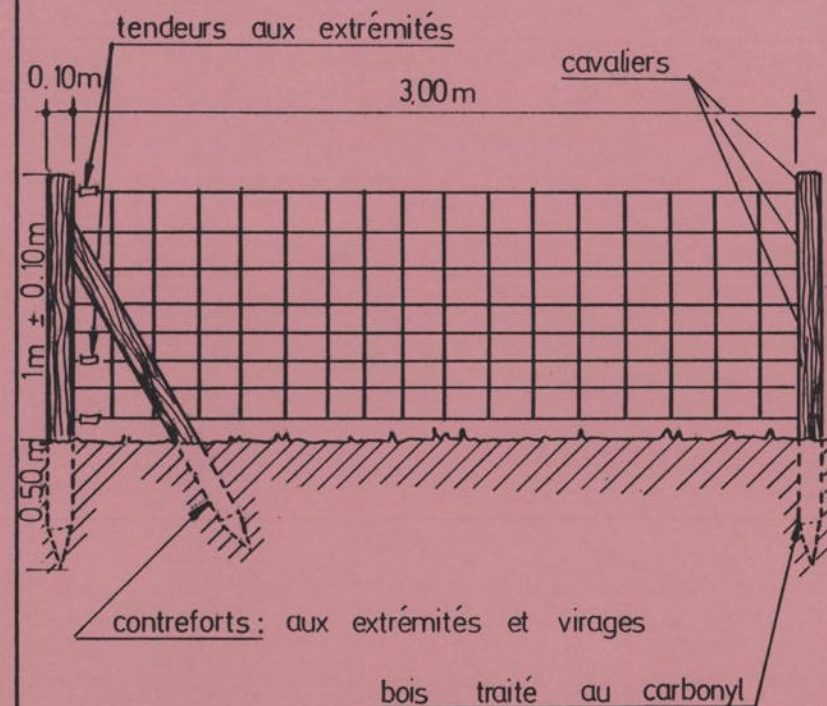 tendeurs aux extrémités
cavaliers
0.10m
3.00m
1m ± 0.10m
0.50m
contreforts: aux extrémités et virages
bois traité au carbonyl